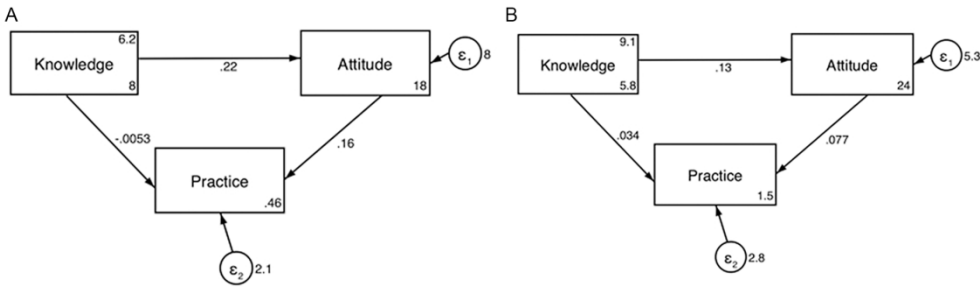 A
6.2
Knowledge
8
.22
Attitude
18
ε1
8
-.0053
.16
Practice
.46
ε2
2.1
B
9.1
Knowledge
5.8
.13
Attitude
24
ε1
5.3
.034
.077
Practice
1.5
ε2
2.8